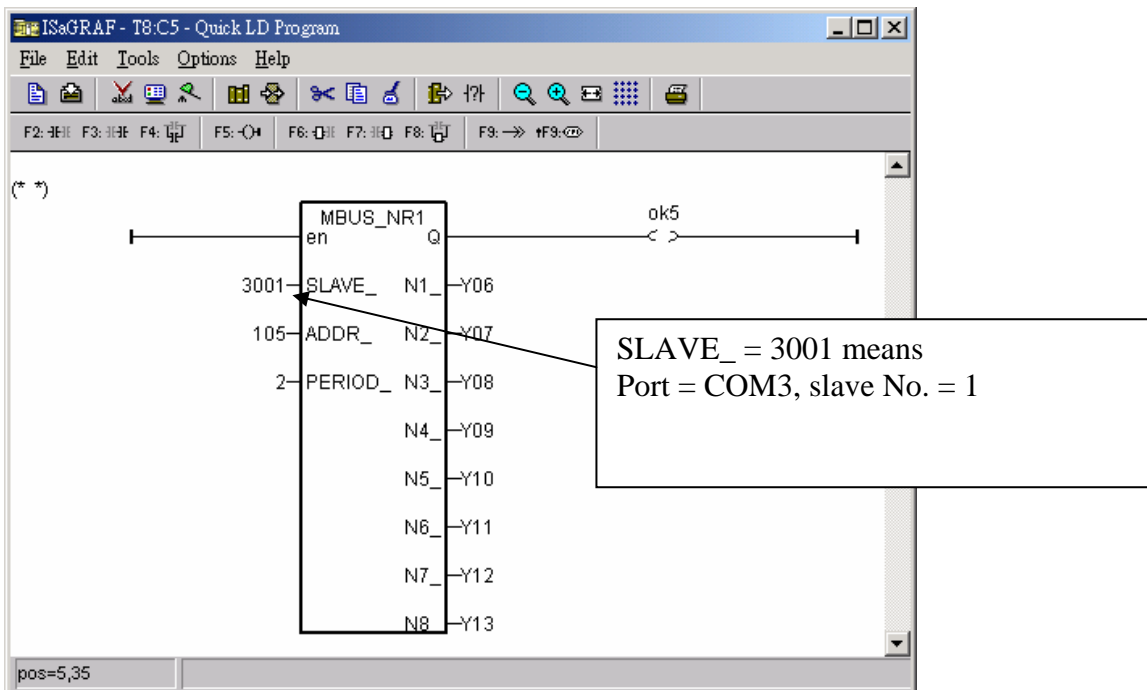 ISaGRAF - T8:C5 - Quick LD Program
File Edit Tools Options Help
F2: F3: F4: F5: F6: F7: F8: F9: F9:
(* *)
MBUS_NR1
ok5
en Q
3001 SLAVE_ N1_ Y06
105 ADDR_ N2_ Y07
2 PERIOD_ N3_ Y08
N4_ Y09
N5_ Y10
N6_ Y11
N7_ Y12
N8 Y13
SLAVE_ = 3001 means
Port = COM3, slave No. = 1
pos=5,35